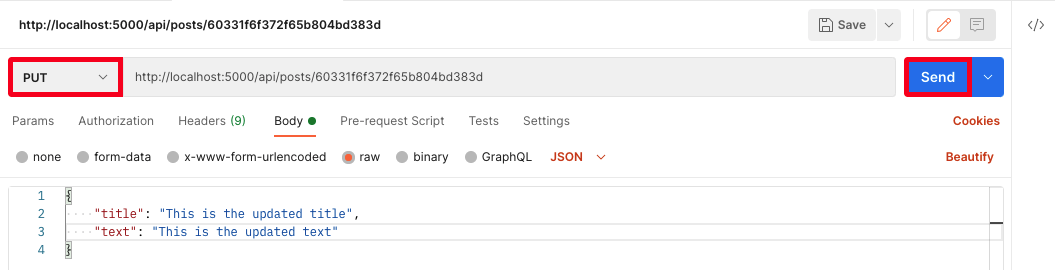 http://localhost:5000/api/posts/60331f6f372f65b804bd383d Save
PUT http://localhost:5000/api/posts/60331f6f372f65b804bd383d Send
Params Authorization Headers (9) Body Pre-request Script Tests Settings Cookies
none form-data x-www-form-urlencoded raw binary GraphQL JSON Beautify
1 {
2 "title": "This is the updated title",
3 "text": "This is the updated text"
4 }